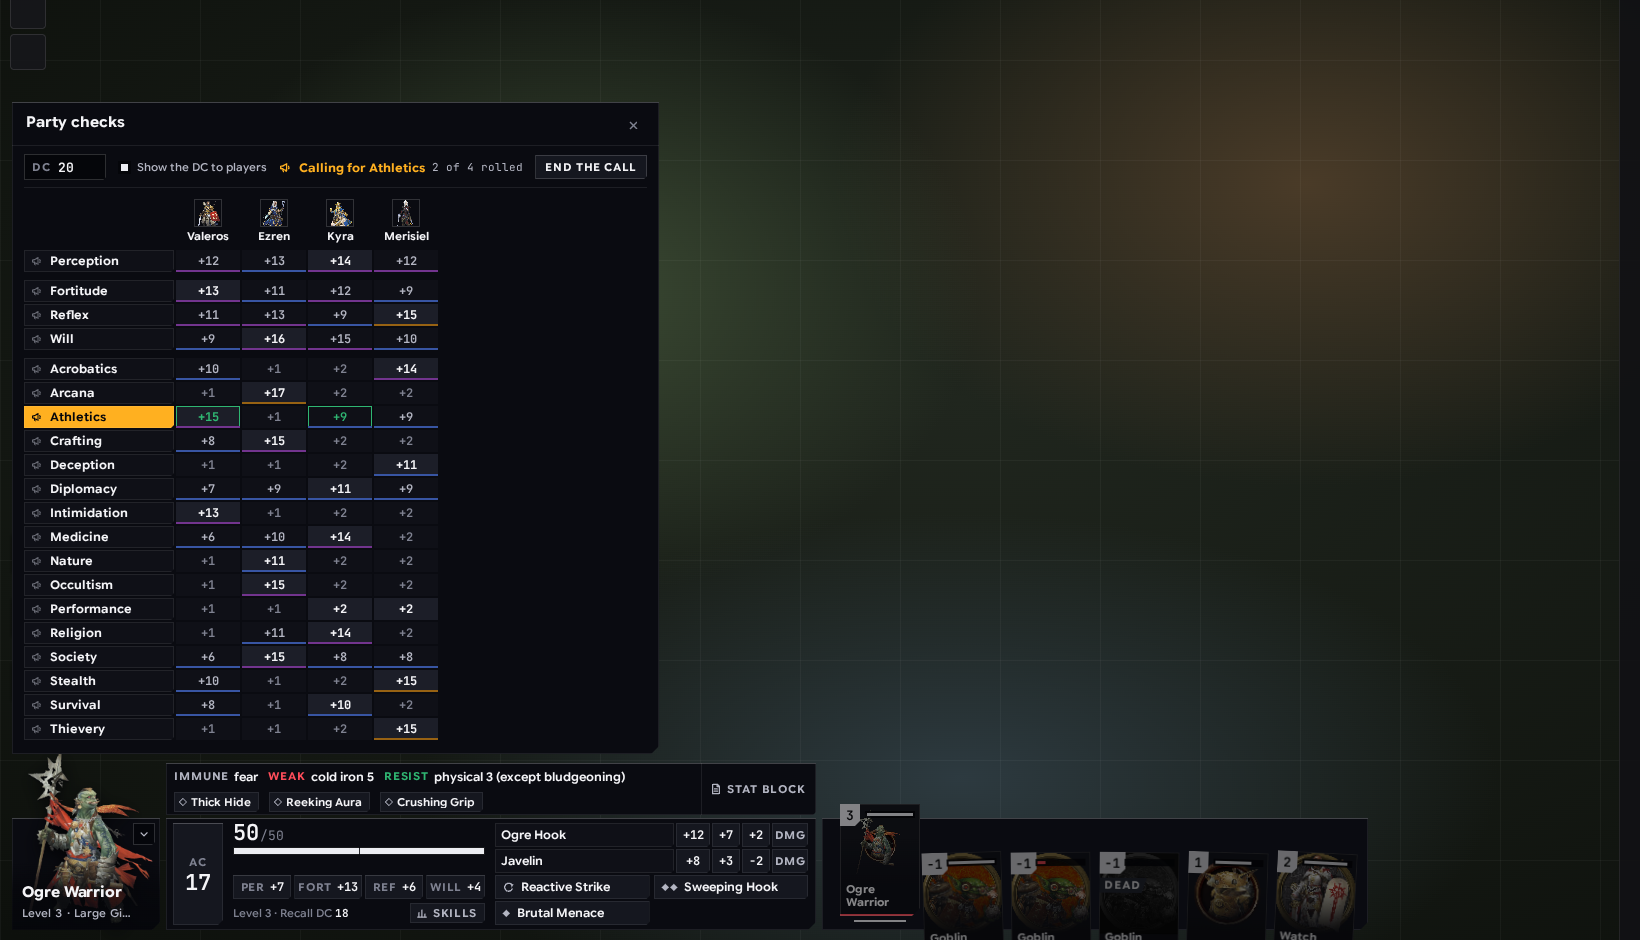 Party checks
DC 20 Show the DC to players Calling for Athletics 2 of 4 rolled END THE CALL
Valeros Ezren Kyra Merisiel
Perception +12 +13 +14 +12
Fortitude +13 +11 +12 +9
Reflex +11 +13 +9 +15
Will +9 +16 +15 +10
Acrobatics +10 +1 +2 +14
Arcana +1 +17 +2 +2
Athletics +15 +1 +9 +9
Crafting +8 +15 +2 +2
Deception +1 +1 +2 +11
Diplomacy +7 +9 +11 +9
Intimidation +13 +1 +2 +2
Medicine +6 +10 +14 +2
Nature +1 +11 +2 +2
Occultism +1 +15 +2 +2
Performance +1 +1 +2 +2
Religion +1 +11 +14 +2
Society +6 +15 +8 +8
Stealth +10 +1 +2 +15
Survival +8 +1 +10 +2
Thievery +1 +1 +2 +15
IMMUNE fear WEAK cold iron 5 RESIST physical 3 (except bludgeoning)
Thick Hide Reeking Aura Crushing Grip
STAT BLOCK
Ogre Warrior
Level 3 · Large Gi...
AC
17
50/50
PER +7 FORT +13 REF +6 WILL +4
Level 3 · Recall DC 18 SKILLS
Ogre Hook +12 +7 +2 DMG
Javelin +8 +3 -2 DMG
Reactive Strike Sweeping Hook
Brutal Menace
3
Ogre
Warrior
-1
Goblin
-1
Goblin
-1
DEAD
Goblin
1
2
Watch